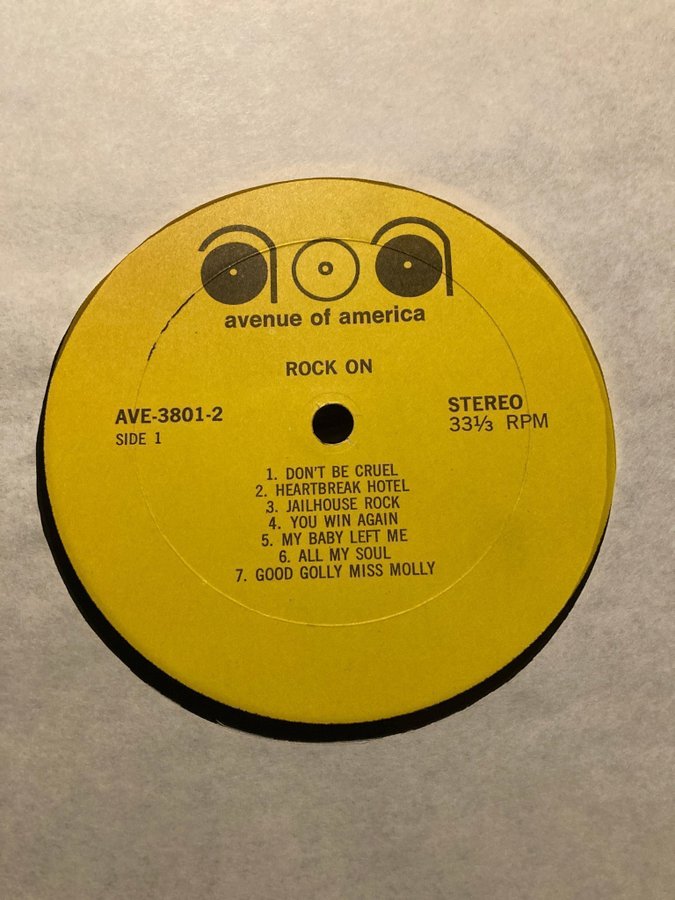 aoa
avenue of america
ROCK ON
AVE-3801-2
SIDE 1
STEREO
33⅓ RPM
1. DON'T BE CRUEL
2. HEARTBREAK HOTEL
3. JAILHOUSE ROCK
4. YOU WIN AGAIN
5. MY BABY LEFT ME
6. ALL MY SOUL
7. GOOD GOLLY MISS MOLLY